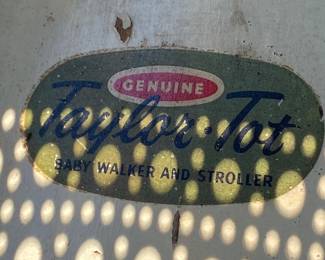 GENUINE
Taylor-Tot
BABY WALKER AND STROLLER